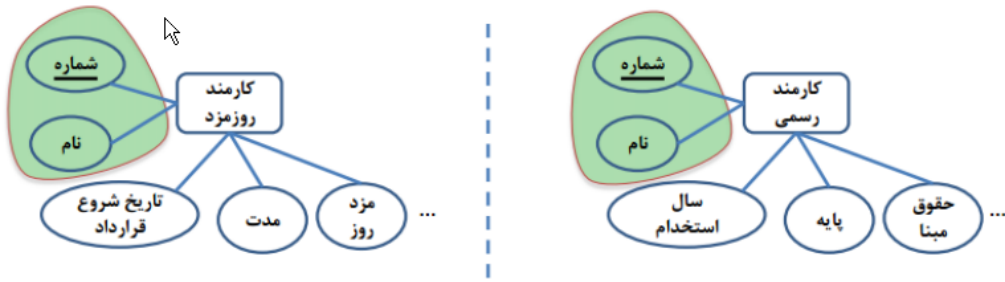 شماره
کارمند
روزمزد
نام
تاریخ شروع
قرارداد
مدت
مزد
روز
...
شماره
کارمند
رسمی
نام
سال
استخدام
پایه
حقوق
مبنا
...